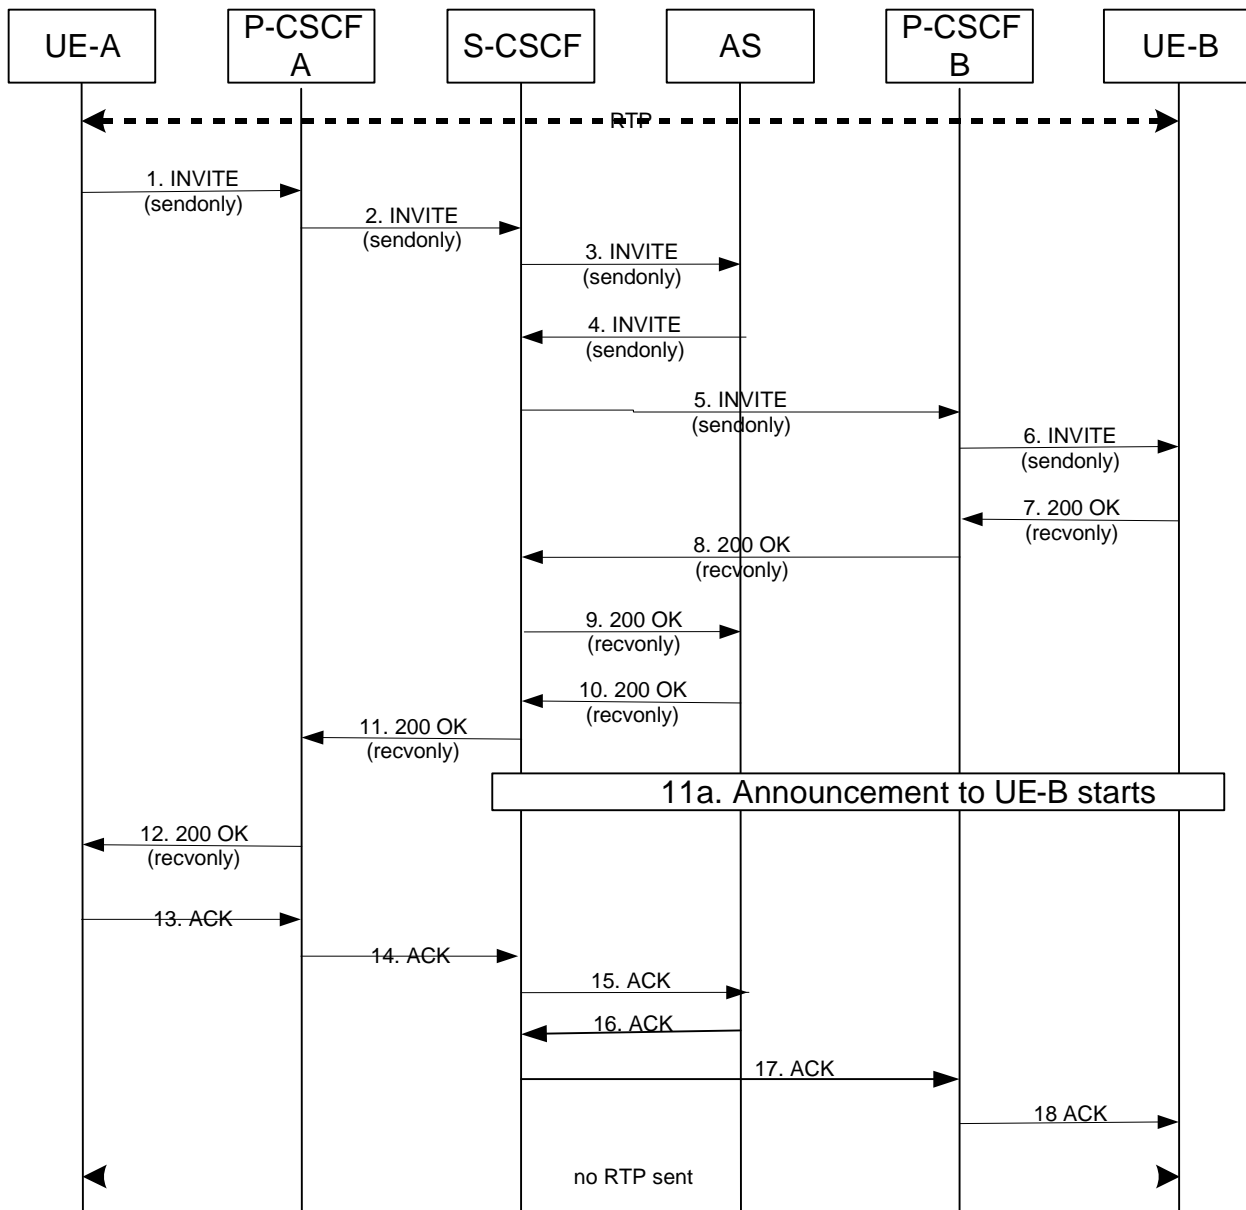 UE-A
P-CSCF
A
S-CSCF
AS
P-CSCF
B
UE-B
RTP
1. INVITE
(sendonly)
2. INVITE
(sendonly)
3. INVITE
(sendonly)
4. INVITE
(sendonly)
5. INVITE
(sendonly)
6. INVITE
(sendonly)
7. 200 OK
(recvonly)
8. 200 OK
(recvonly)
9. 200 OK
(recvonly)
10. 200 OK
(recvonly)
11. 200 OK
(recvonly)
11a. Announcement to UE-B starts
12. 200 OK
(recvonly)
13. ACK
14. ACK
15. ACK
16. ACK
17. ACK
18 ACK
no RTP sent